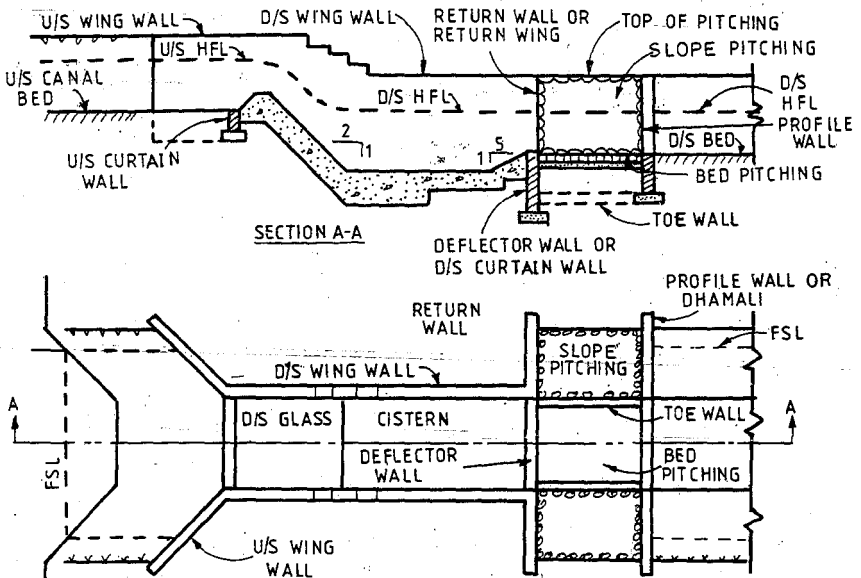 U/S WING WALL
D/S WING WALL
RETURN WALL OR
RETURN WING
TOP OF PITCHING
SLOPE PITCHING
U/S HFL
U/S CANAL
BED
D/S HFL
D/S
HFL
PROFILE
WALL
D/S BED
2
1
5
1
U/S CURTAIN
WALL
BED PITCHING
SECTION A-A
TOE WALL
DEFLECTOR WALL OR
D/S CURTAIN WALL
PROFILE WALL OR
DHAMALI
RETURN
WALL
FSL
SLOPE
PITCHING
D/S WING WALL
A
D/S GLASS
CISTERN
TOE WALL
A
FSL
DEFLECTOR
WALL
BED
PITCHING
U/S WING
WALL